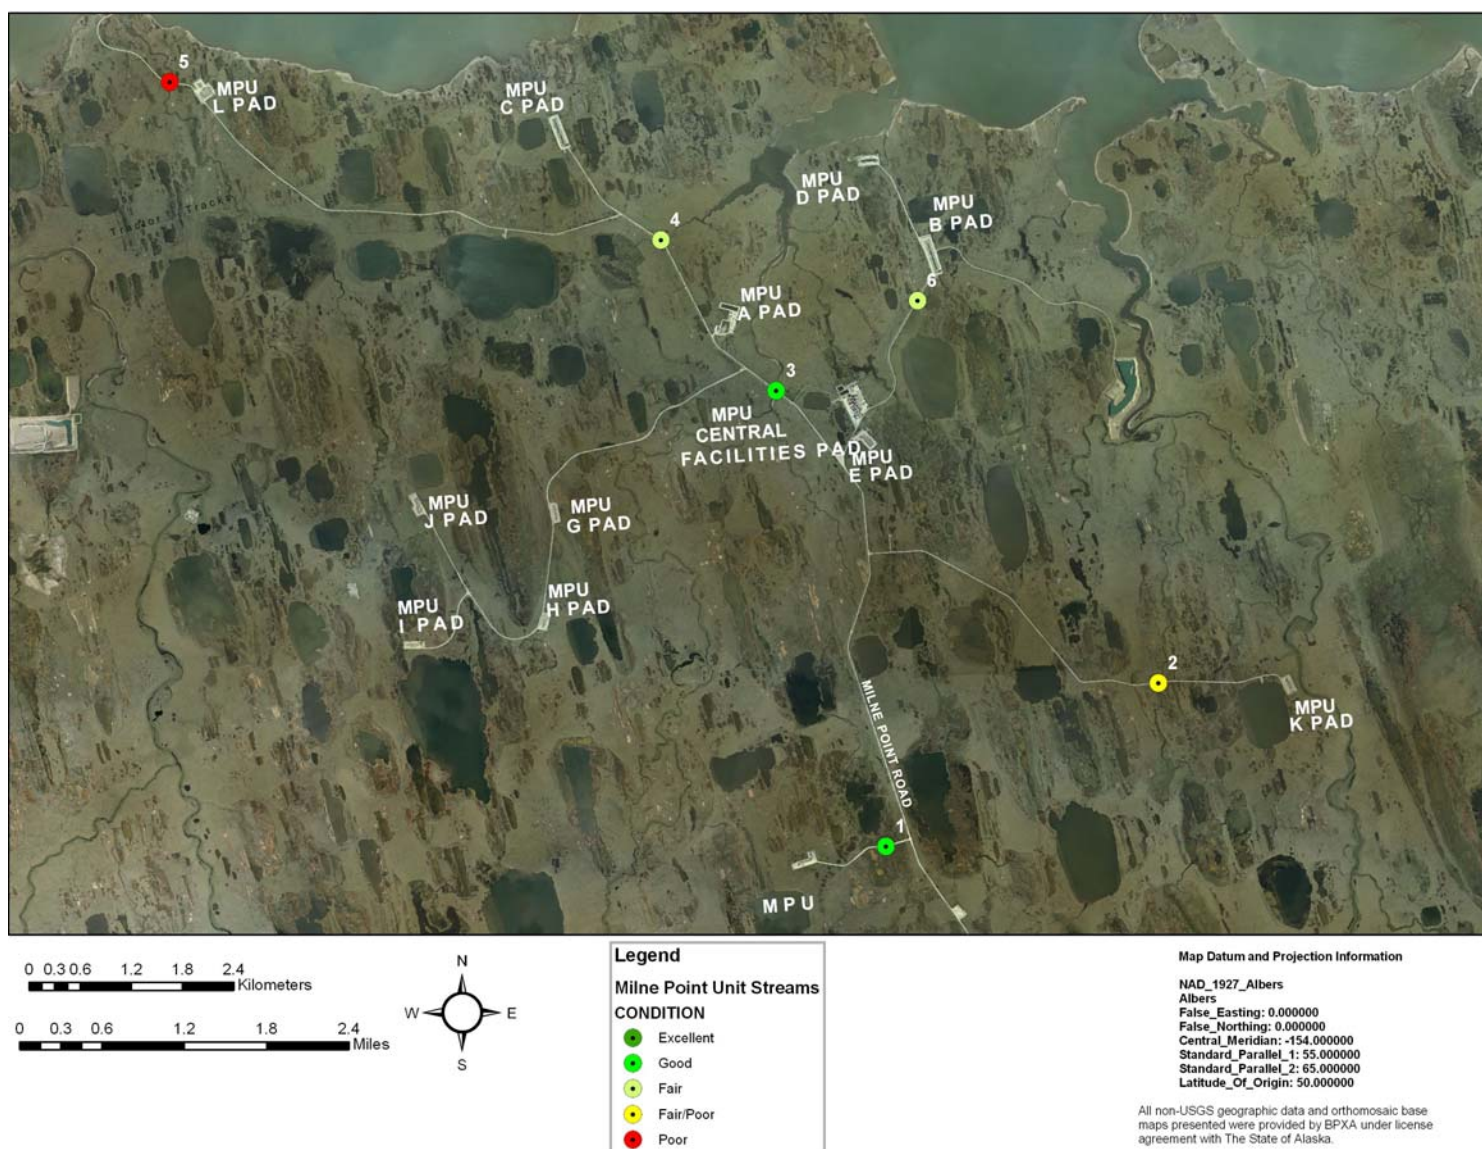 5
MPU
L PAD
MPU
C PAD
MPU
D PAD
MPU
B PAD
4
6
MPU
A PAD
3
MPU
CENTRAL
FACILITIES PAD
MPU
E PAD
MPU
J PAD
MPU
G PAD
MPU
H PAD
MPU
I PAD
2
MPU
K PAD
MILNE POINT ROAD
1
MPU
Tractor Tracks
0 0.3 0.6 1.2 1.8 2.4
Kilometers
0 0.3 0.6 1.2 1.8 2.4
Miles
N
W E
S
Legend
Milne Point Unit Streams
CONDITION
Excellent
Good
Fair
Fair/Poor
Poor
Map Datum and Projection Information
NAD_1927_Albers
Albers
False_Easting: 0.000000
False_Northing: 0.000000
Central_Meridian: -154.000000
Standard_Parallel_1: 55.000000
Standard_Parallel_2: 65.000000
Latitude_Of_Origin: 50.000000
All non-USGS geographic data and orthomosaic base
maps presented were provided by BPXA under license
agreement with The State of Alaska.